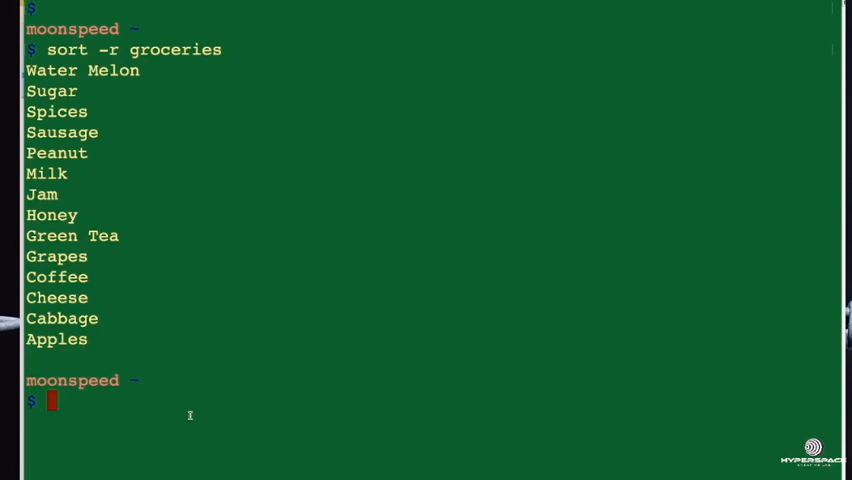 $
moonspeed ~
$ sort -r groceries
Water Melon
Sugar
Spices
Sausage
Peanut
Milk
Jam
Honey
Green Tea
Grapes
Coffee
Cheese
Cabbage
Apples
moonspeed ~
$
HYPERSPACE